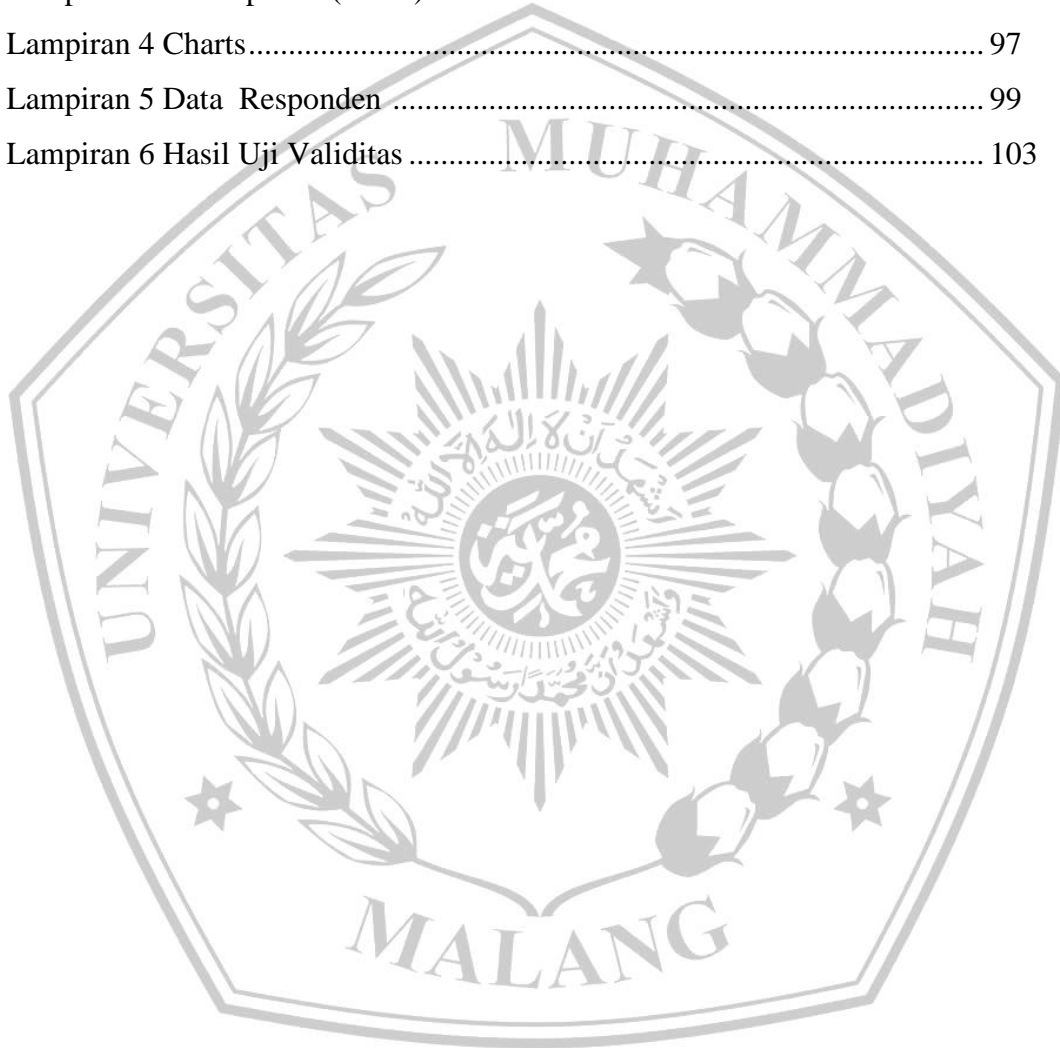 Lampiran 4 Charts............................................................................................ 97
Lampiran 5 Data  Responden .......................................................................... 99
Lampiran 6 Hasil Uji Validitas ........................................................................ 103
UNIVERSITAS MUHAMMADIYAH
MALANG